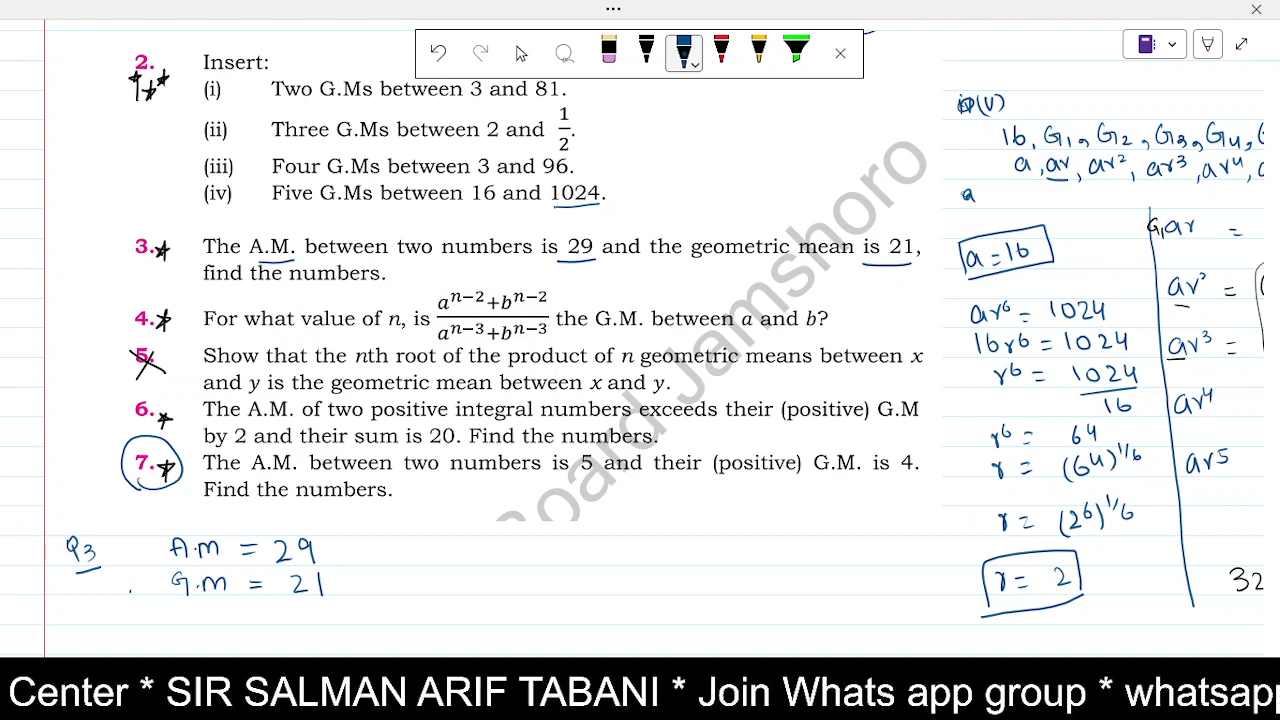 2. Insert:
(i) Two G.Ms between 3 and 81.
(ii) Three G.Ms between 2 and 1/2.
(iii) Four G.Ms between 3 and 96.
(iv) Five G.Ms between 16 and 1024.
3. The A.M. between two numbers is 29 and the geometric mean is 21,
find the numbers.
4. For what value of n, is (aⁿ⁻²+bⁿ⁻²)/(aⁿ⁻³+bⁿ⁻³) the G.M. between a and b?
5. Show that the nth root of the product of n geometric means between x
and y is the geometric mean between x and y.
6. The A.M. of two positive integral numbers exceeds their (positive) G.M
by 2 and their sum is 20. Find the numbers.
7. The A.M. between two numbers is 5 and their (positive) G.M. is 4.
Find the numbers.
Board Jamshoro
Q3 A.M = 29
G.M = 21
(v)
16, G₁, G₂, G₃, G₄,
a, ar, ar², ar³, ar⁴,
a
a = 16
ar⁶ = 1024
16r⁶ = 1024
r⁶ = 1024/16
r⁶ = 64
r = (64)^1/6
r = (2⁶)^1/6
r = 2
G₁ ar =
ar² =
ar³ =
ar⁴
ar⁵
32
Center * SIR SALMAN ARIF TABANI * Join Whats app group * whatsapp